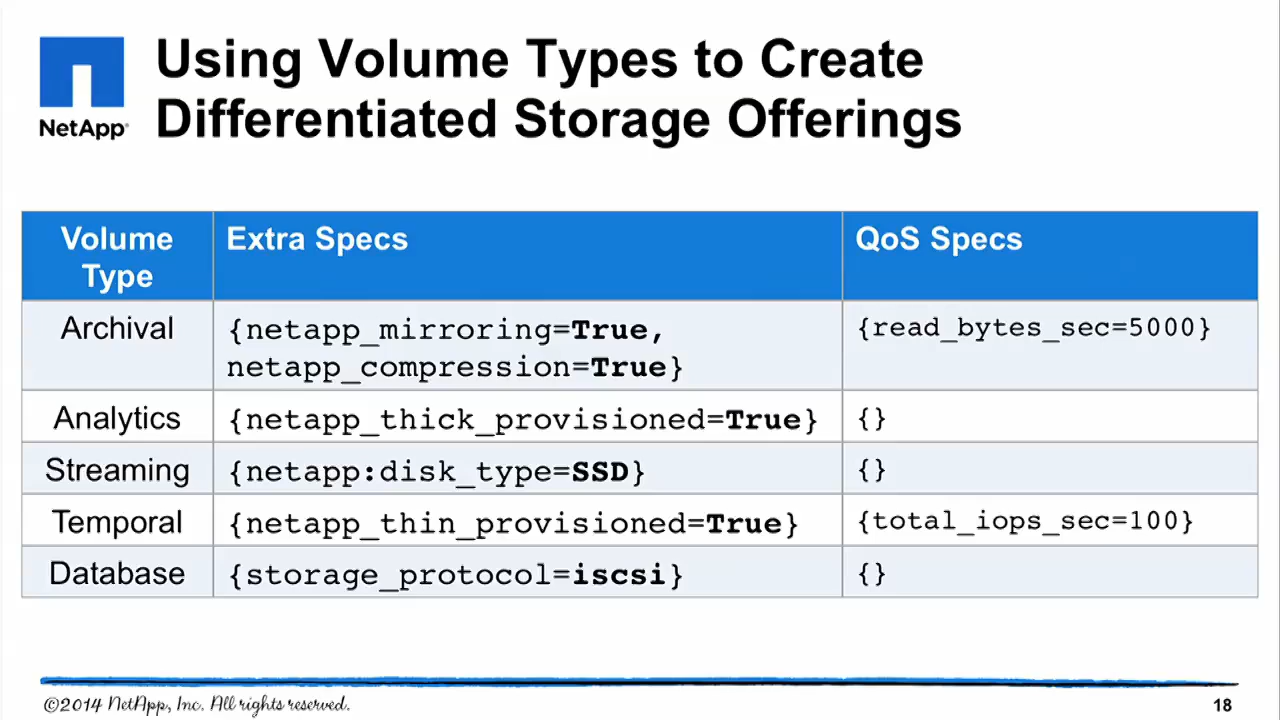 NetApp®
Using Volume Types to Create
Differentiated Storage Offerings
Volume Type
Extra Specs
QoS Specs
Archival
{netapp_mirroring=True,
netapp_compression=True}
{read_bytes_sec=5000}
Analytics
{netapp_thick_provisioned=True}
{}
Streaming
{netapp:disk_type=SSD}
{}
Temporal
{netapp_thin_provisioned=True}
{total_iops_sec=100}
Database
{storage_protocol=iscsi}
{}
©2014 NetApp, Inc. All rights reserved.
18